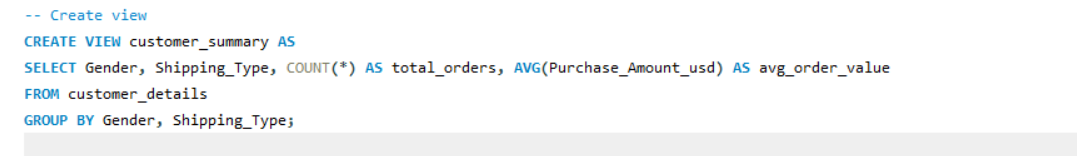 -- Create view
CREATE VIEW customer_summary AS
SELECT Gender, Shipping_Type, COUNT(*) AS total_orders, AVG(Purchase_Amount_usd) AS avg_order_value
FROM customer_details
GROUP BY Gender, Shipping_Type;